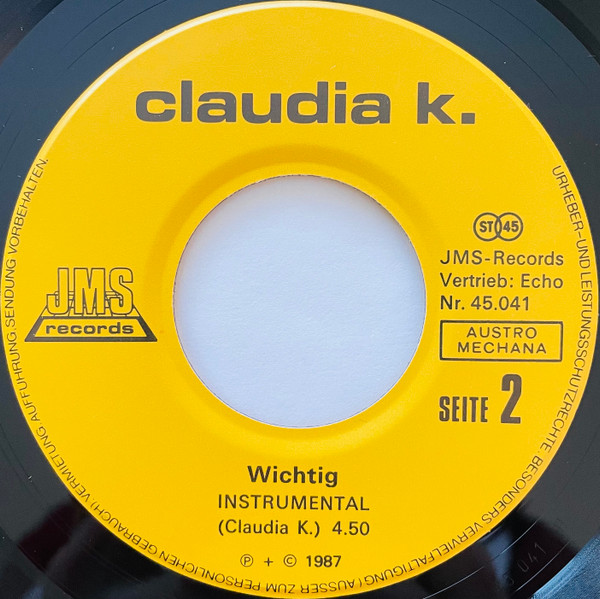 claudia k.
ST 45
JMS-Records
Vertrieb: Echo
Nr. 45.041
AUSTRO
MECHANA
JMS
records
SEITE 2
Wichtig
INSTRUMENTAL
(Claudia K.) 4.50
℗ + © 1987
URHEBER-UND LEISTUNGSSCHUTZRECHTE, BESONDERS VERVIELFÄLTIGUNG (AUSSER ZUM PERSÖNLICHEN GEBRAUCH) VERMIETUNG AUFFÜHRUNG, SENDUNG VORBEHALTEN.